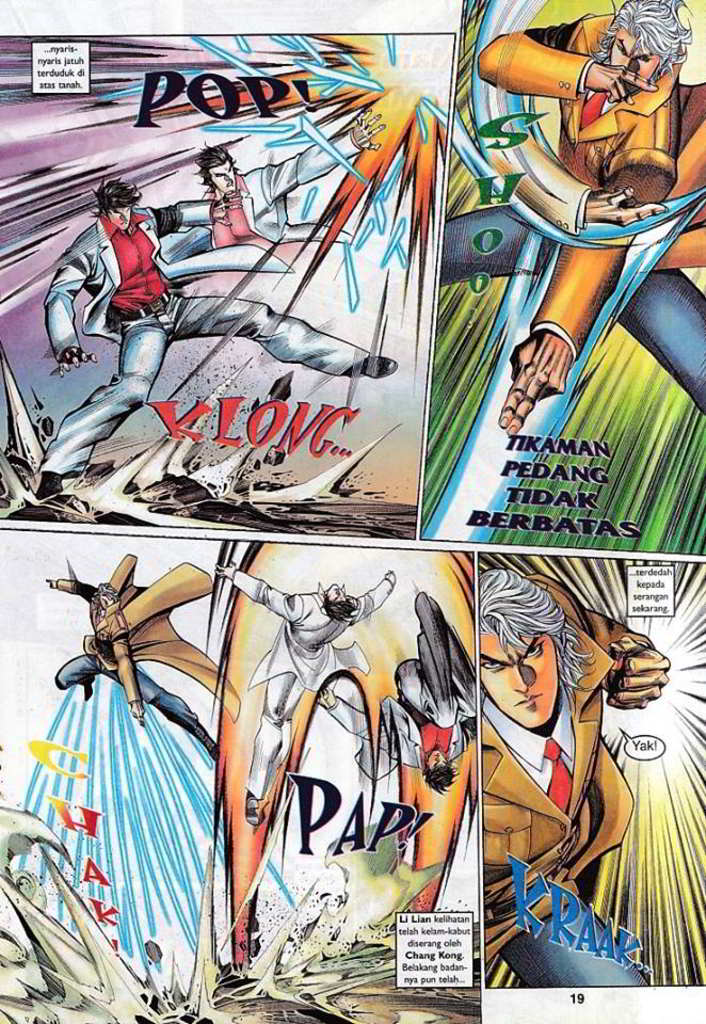 ...nyaris-
nyaris jatuh
terduduk di
atas tanah.
POP!
KLONG...
SHOO
TIKAMAN
PEDANG
TIDAK
BERBATAS
CHAK!
PAP!!
Li Lian kelihatan
telah kelam-kabut
diserang oleh
Chang Kong.
Belakang badan-
nya pun telah...
...terdedah
kepada
serangan
sekarang.
Yak!
KRAAK...
19